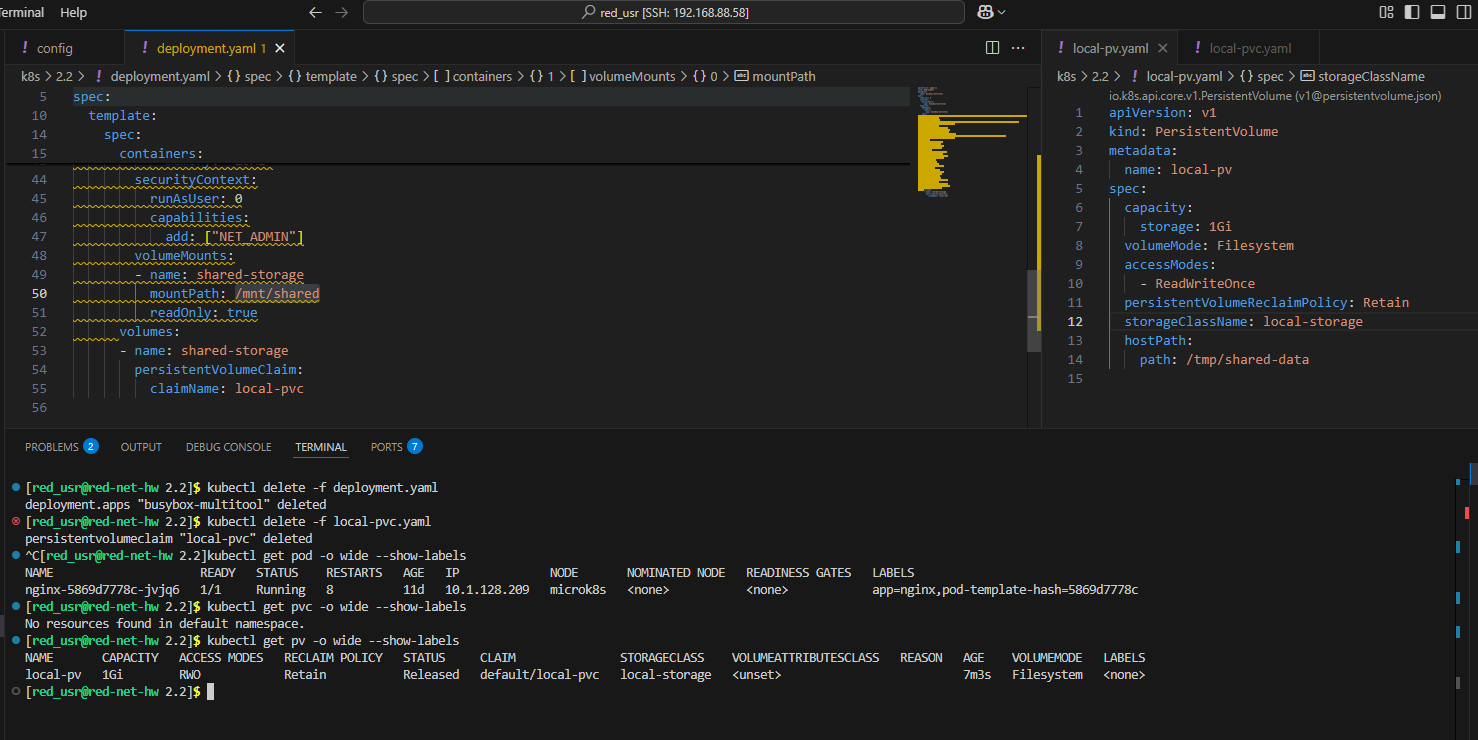 Terminal Help
red_usr [SSH: 192.168.88.58]
! config
! deployment.yaml 1
k8s > 2.2 > ! deployment.yaml > {} spec > {} template > {} spec > [ ] containers > {} 1 > [ ] volumeMounts > {} 0 > mountPath
5 spec:
10 template:
14 spec:
15 containers:
44 securityContext:
45 runAsUser: 0
46 capabilities:
47 add: ["NET_ADMIN"]
48 volumeMounts:
49 - name: shared-storage
50 mountPath: /mnt/shared
51 readOnly: true
52 volumes:
53 - name: shared-storage
54 persistentVolumeClaim:
55 claimName: local-pvc
56
! local-pv.yaml
! local-pvc.yaml
k8s > 2.2 > ! local-pv.yaml > {} spec > storageClassName
io.k8s.api.core.v1.PersistentVolume (v1@persistentvolume.json)
1 apiVersion: v1
2 kind: PersistentVolume
3 metadata:
4 name: local-pv
5 spec:
6 capacity:
7 storage: 1Gi
8 volumeMode: Filesystem
9 accessModes:
10 - ReadWriteOnce
11 persistentVolumeReclaimPolicy: Retain
12 storageClassName: local-storage
13 hostPath:
14 path: /tmp/shared-data
15
PROBLEMS 2 OUTPUT DEBUG CONSOLE TERMINAL PORTS 7
[red_usr@red-net-hw 2.2]$ kubectl delete -f deployment.yaml
deployment.apps "busybox-multitool" deleted
[red_usr@red-net-hw 2.2]$ kubectl delete -f local-pvc.yaml
persistentvolumeclaim "local-pvc" deleted
^C[red_usr@red-net-hw 2.2]kubectl get pod -o wide --show-labels
NAME READY STATUS RESTARTS AGE IP NODE NOMINATED NODE READINESS GATES LABELS
nginx-5869d7778c-jvjq6 1/1 Running 8 11d 10.1.128.209 microk8s <none> <none> app=nginx,pod-template-hash=5869d7778c
[red_usr@red-net-hw 2.2]$ kubectl get pvc -o wide --show-labels
No resources found in default namespace.
[red_usr@red-net-hw 2.2]$ kubectl get pv -o wide --show-labels
NAME CAPACITY ACCESS MODES RECLAIM POLICY STATUS CLAIM STORAGECLASS VOLUMEATTRIBUTESCLASS REASON AGE VOLUMEMODE LABELS
local-pv 1Gi RWO Retain Released default/local-pvc local-storage <unset> 7m3s Filesystem <none>
[red_usr@red-net-hw 2.2]$